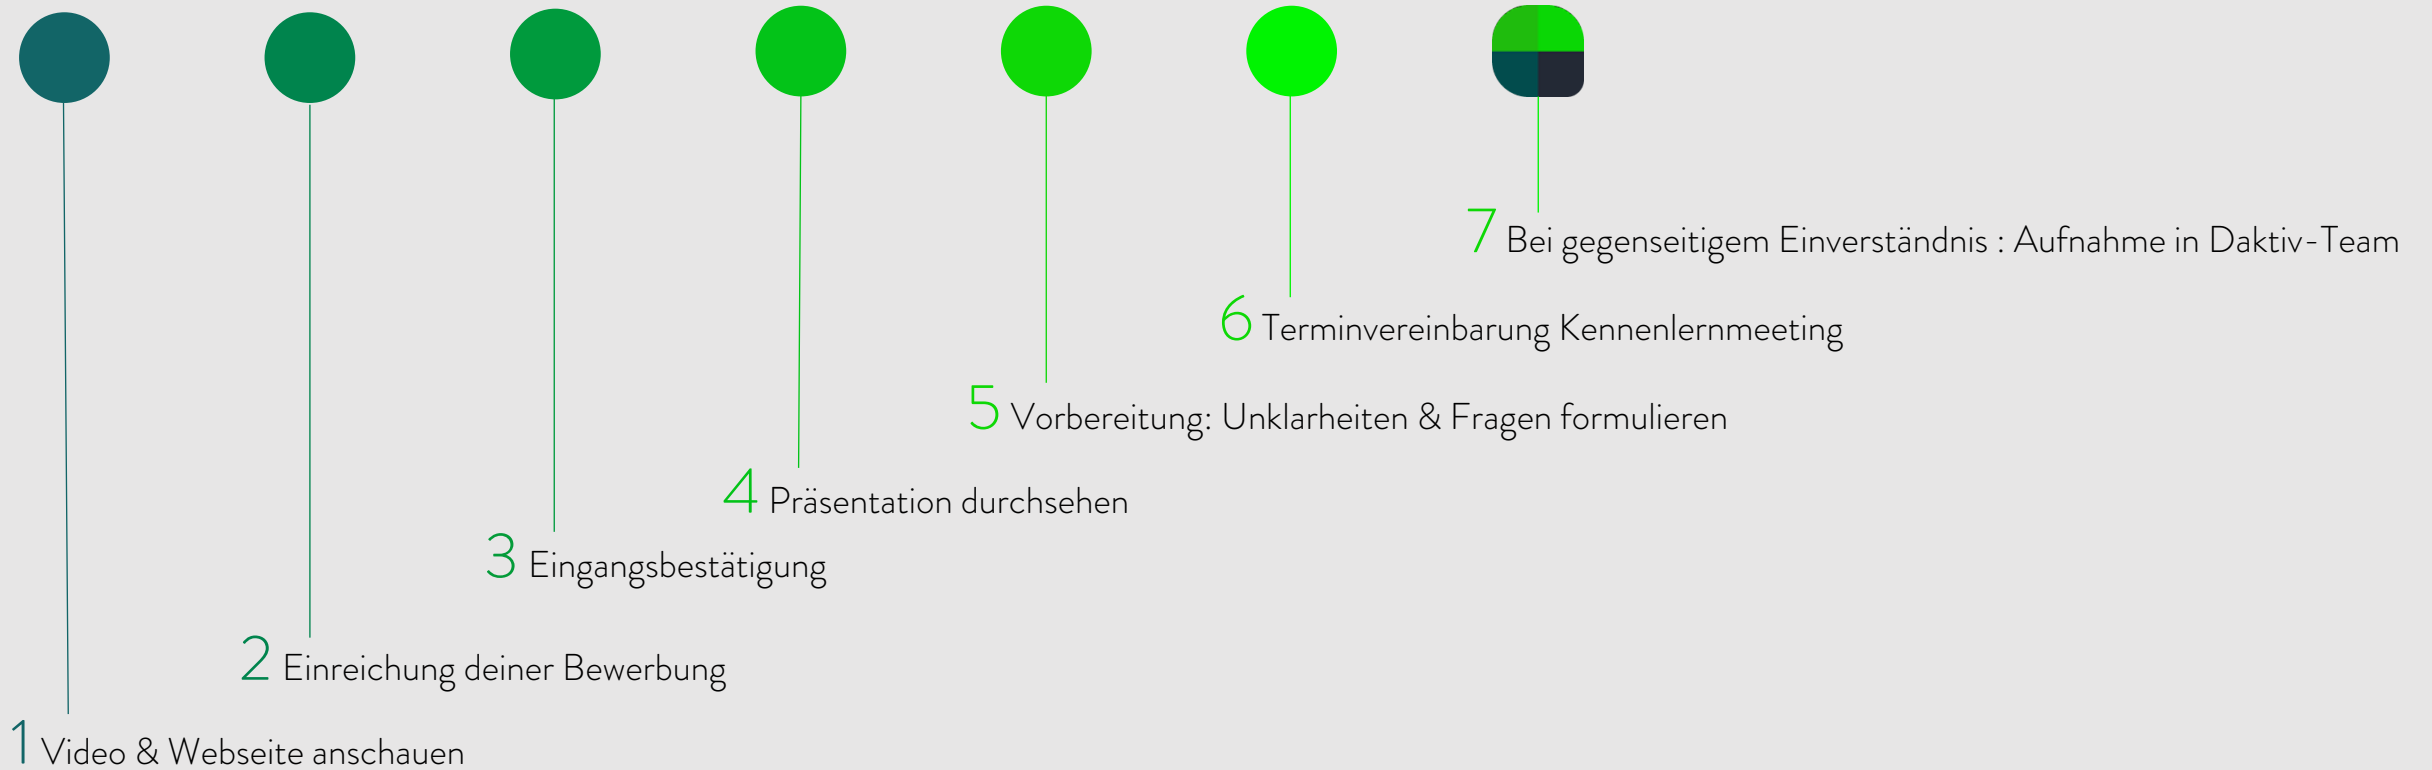 7 Bei gegenseitigem Einverständnis : Aufnahme in Daktiv-Team
6 Terminvereinbarung Kennenlernmeeting
5 Vorbereitung: Unklarheiten & Fragen formulieren
4 Präsentation durchsehen
3 Eingangsbestätigung
2 Einreichung deiner Bewerbung
1 Video & Webseite anschauen